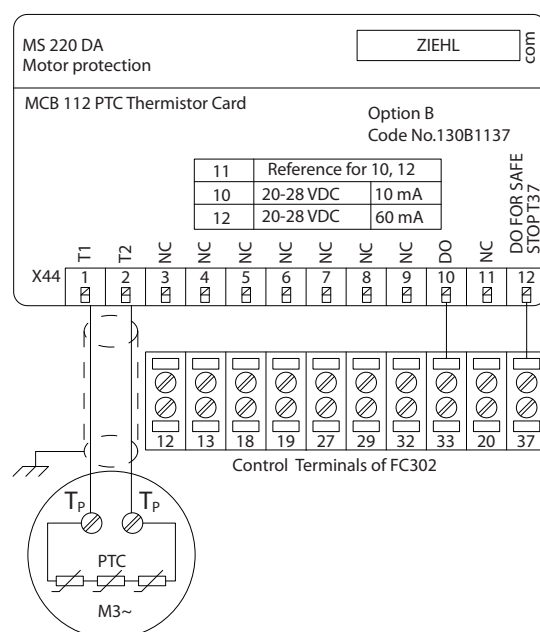 MS 220 DA
Motor protection
ZIEHL
com
MCB 112 PTC Thermistor Card
Option B
Code No.130B1137
11 Reference for 10, 12
10 20-28 VDC 10 mA
12 20-28 VDC 60 mA
T1 T2 NC NC NC NC NC NC NC DO NC DO FOR SAFE STOP T37
X44 1 2 3 4 5 6 7 8 9 10 11 12
12 13 18 19 27 29 32 33 20 37
Control Terminals of FC302
TP TP
PTC
M3~